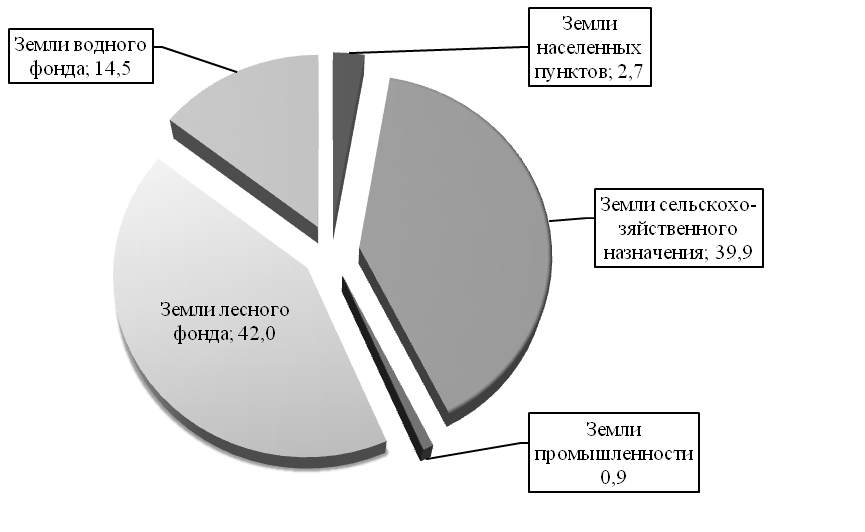 Земли водного
фонда; 14,5
Земли
населенных
пунктов; 2,7
Земли сельскохо-
зяйственного
назначения; 39,9
Земли лесного
фонда; 42,0
Земли
промышленности
0,9